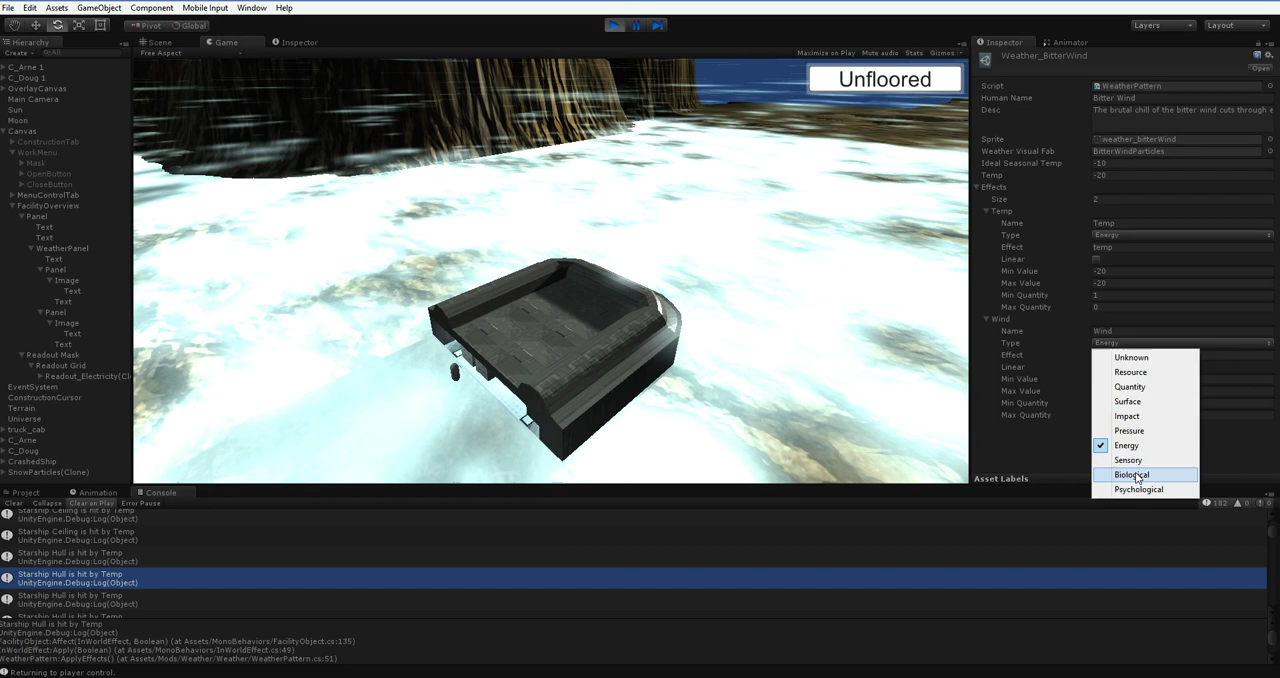 File Edit Assets GameObject Component Mobile Input Window Help
Pivot Global Layers Layout
Hierarchy
Create All
C_Arne 1
C_Doug 1
OverlayCanvas
Main Camera
Sun
Moon
Canvas
ConstructionTab
WorkMenu
Mask
OpenButton
CloseButton
MenuControlTab
FacilityOverview
Panel
Text
Text
WeatherPanel
Text
Panel
Image
Text
Text
Panel
Image
Text
Text
Readout Mask
Readout Grid
Readout_Electricity(Cl
EventSystem
ConstructionCursor
Terrain
Universe
truck_cab
C_Arne
C_Doug
CrashedShip
SnowParticles(Clone)
Scene Game Inspector
Free Aspect Maximize on Play Mute audio Stats Gizmos
Unfloored
Inspector Animator
Weather_BitterWind
Open
Script WeatherPattern
Human Name Bitter Wind
Desc The brutal chill of the bitter wind cuts through e
Sprite weather_bitterWind
Weather Visual Fab BitterWindParticles
Ideal Seasonal Temp -10
Temp -20
Effects
Size 2
Temp
Name Temp
Type Energy
Effect temp
Linear
Min Value -20
Max Value -20
Min Quantity 1
Max Quantity 0
Wind
Name Wind
Type Energy
Effect
Linear
Min Value
Max Value
Min Quantity
Max Quantity
Unknown
Resource
Quantity
Surface
Impact
Pressure
Energy
Sensory
Biological
Psychological
Asset Labels
Project Animation Console
Clear Collapse Clear on Play Error Pause 182 0 0
Starship Ceiling is hit by Temp
UnityEngine.Debug:Log(Object)
Starship Ceiling is hit by Temp
UnityEngine.Debug:Log(Object)
Starship Hull is hit by Temp
UnityEngine.Debug:Log(Object)
Starship Hull is hit by Temp
UnityEngine.Debug:Log(Object)
Starship Hull is hit by Temp
UnityEngine.Debug:Log(Object)
Starship Hull is hit by Temp
Starship Hull is hit by Temp
UnityEngine.Debug:Log(Object)
FacilityObject:Affect(InWorldEffect, Boolean) (at Assets/MonoBehaviors/FacilityObject.cs:135)
InWorldEffect:Apply(Boolean) (at Assets/MonoBehaviors/InWorldEffect.cs:49)
WeatherPattern:ApplyEffects() (at Assets/Mods/Weather/Weather/WeatherPattern.cs:51)
Returning to player control.